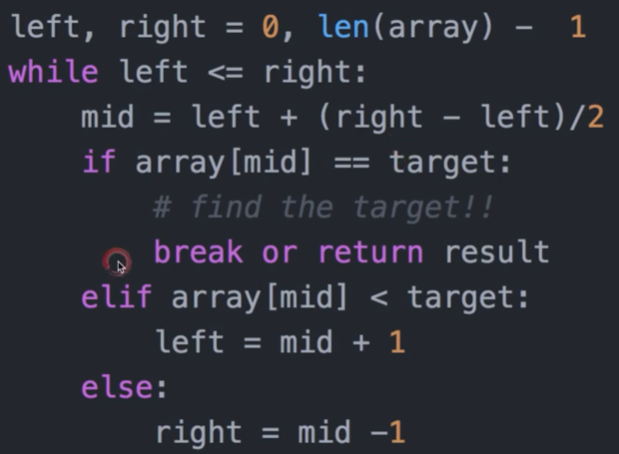 left, right = 0, len(array) - 1
while left <= right:
    mid = left + (right - left)/2
    if array[mid] == target:
        # find the target!!
        break or return result
    elif array[mid] < target:
        left = mid + 1
    else:
        right = mid -1